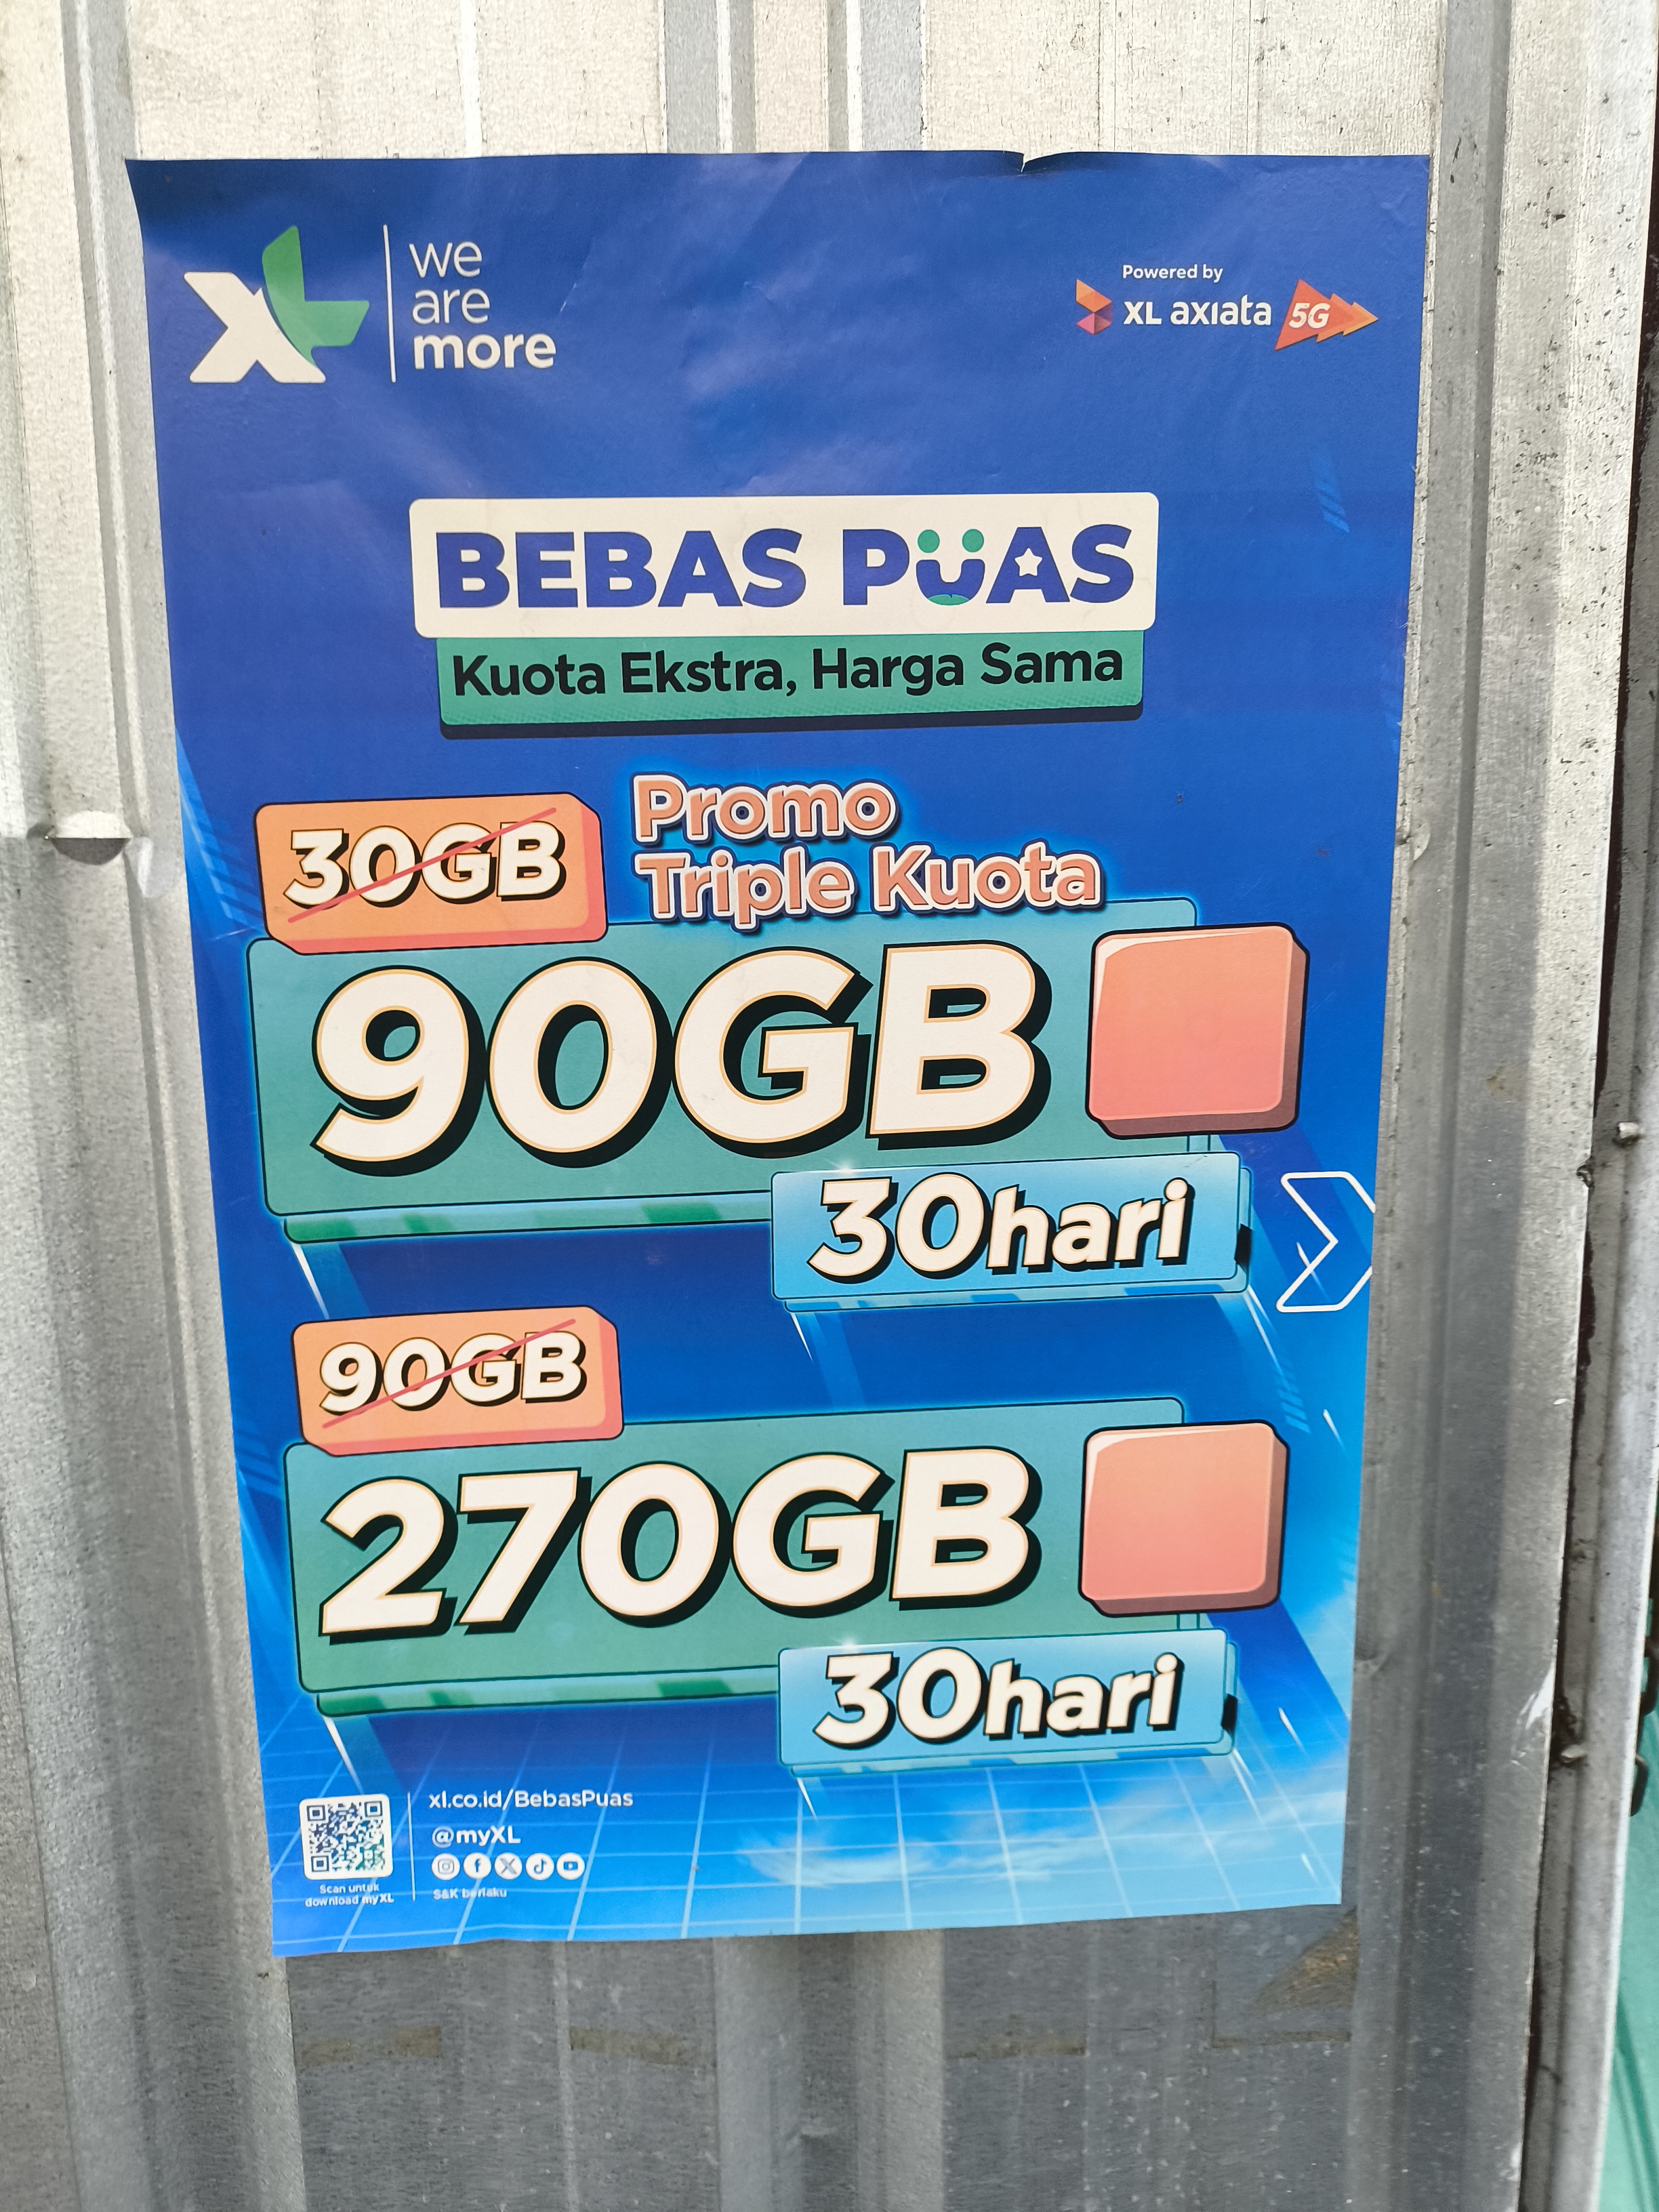 XL
we
are
more
Powered by
XL axiata 5G
BEBAS PUAS
Kuota Ekstra, Harga Sama
30GB
Promo
Triple Kuota
90GB
30hari
90GB
270GB
30hari
xl.co.id/BebasPuas
@myXL
Scan untuk
download myXL
S&K berlaku